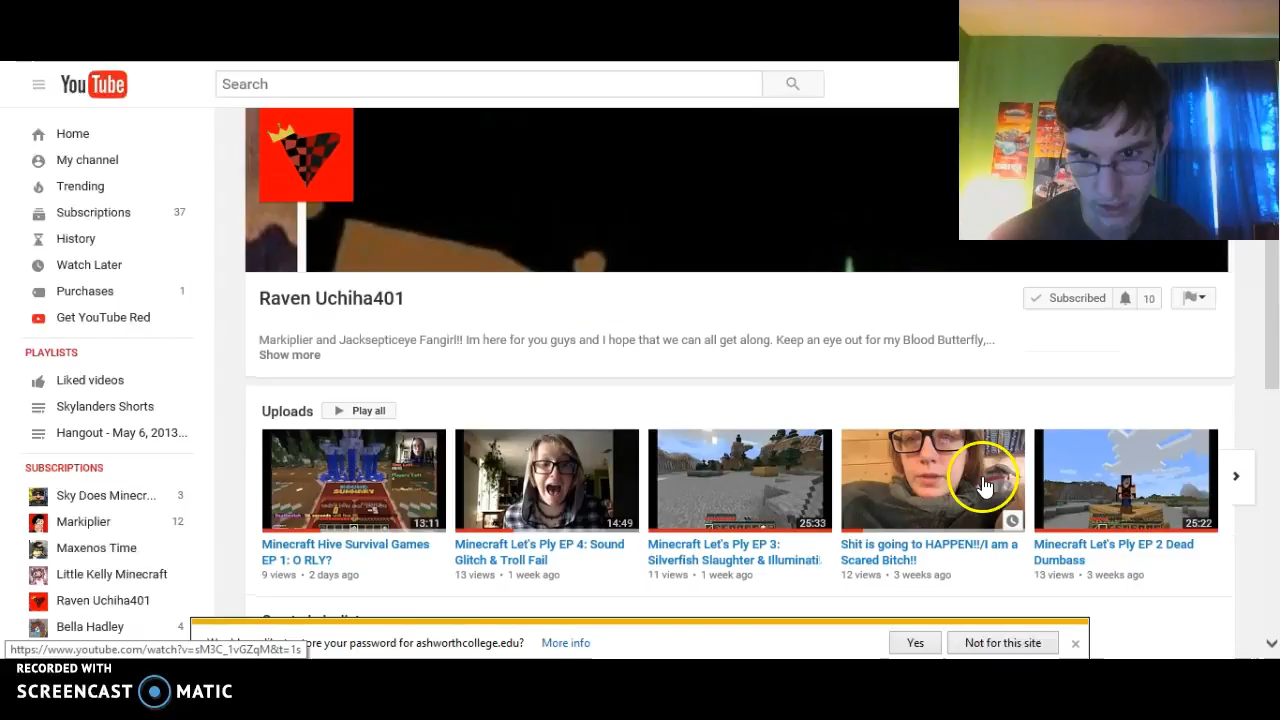 YouTube
Search
Home
My channel
Trending
Subscriptions 37
History
Watch Later
Purchases 1
Get YouTube Red
PLAYLISTS
Liked videos
Skylanders Shorts
Hangout - May 6, 2013...
SUBSCRIPTIONS
Sky Does Minecr... 3
Markiplier 12
Maxenos Time
Little Kelly Minecraft
Raven Uchiha401
Bella Hadley 4
Raven Uchiha401
Subscribed 10
Markiplier and Jacksepticeye Fangirl!! Im here for you guys and I hope that we can all get along. Keep an eye out for my Blood Butterfly,...
Show more
Uploads Play all
13:11
Minecraft Hive Survival Games
EP 1: O RLY?
9 views • 2 days ago
14:49
Minecraft Let's Ply EP 4: Sound
Glitch & Troll Fail
13 views • 1 week ago
25:33
Minecraft Let's Ply EP 3:
Silverfish Slaughter & Illuminati
11 views • 1 week ago
Shit is going to HAPPEN!!/I am a
Scared Bitch!!
12 views • 3 weeks ago
25:22
Minecraft Let's Ply EP 2 Dead
Dumbass
13 views • 3 weeks ago
your password for ashworthcollege.edu? More info
Yes
Not for this site
https://www.youtube.com/watch?v=sM3C_1vGZqM&t=1s
RECORDED WITH
SCREENCAST MATIC